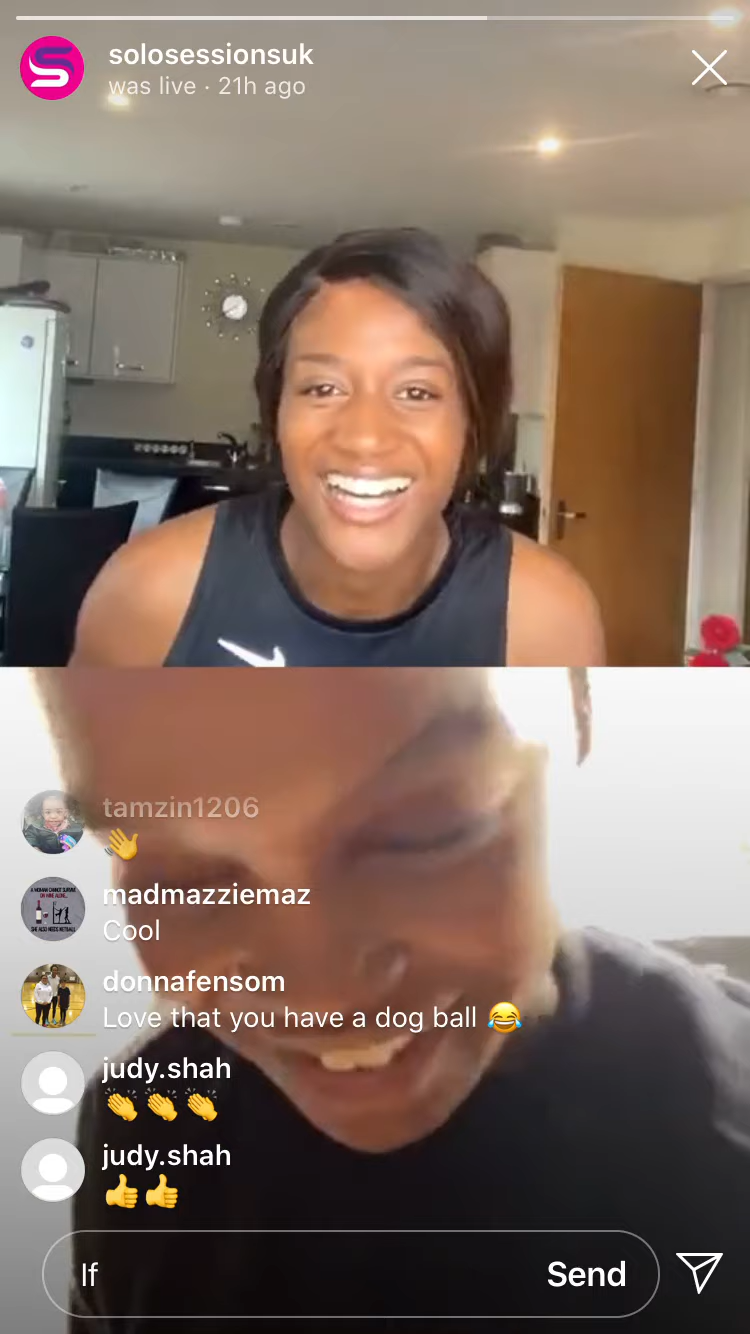 solosessionsuk
was live · 21h ago
tamzin1206
👋
madmazziemaz
Cool
donnafensom
Love that you have a dog ball 😂
judy.shah
👏👏👏
judy.shah
👍👍
If
Send